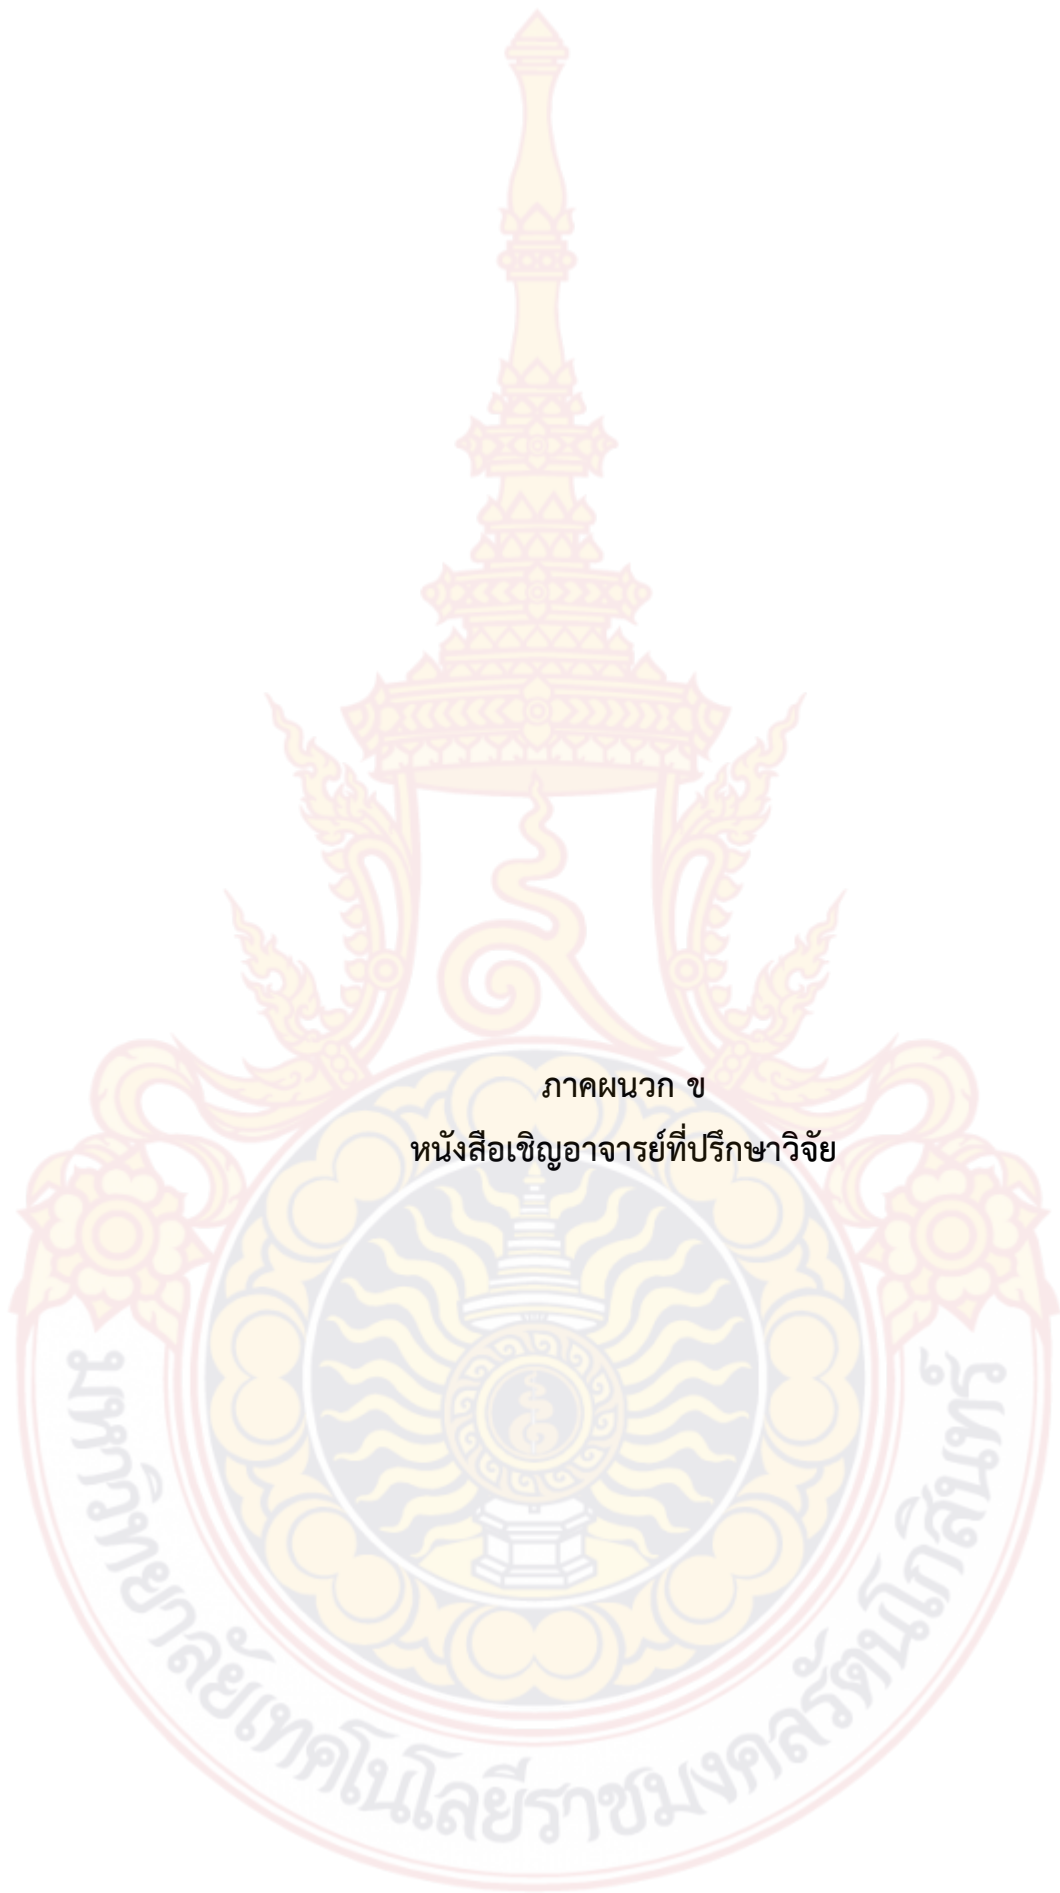 ภาคผนวก ข
หนังสือเชิญอาจารย์ที่ปรึกษาวิจัย
มหาวิทยาลัยเทคโนโลยีราชมงคลรัตนโกสินทร์